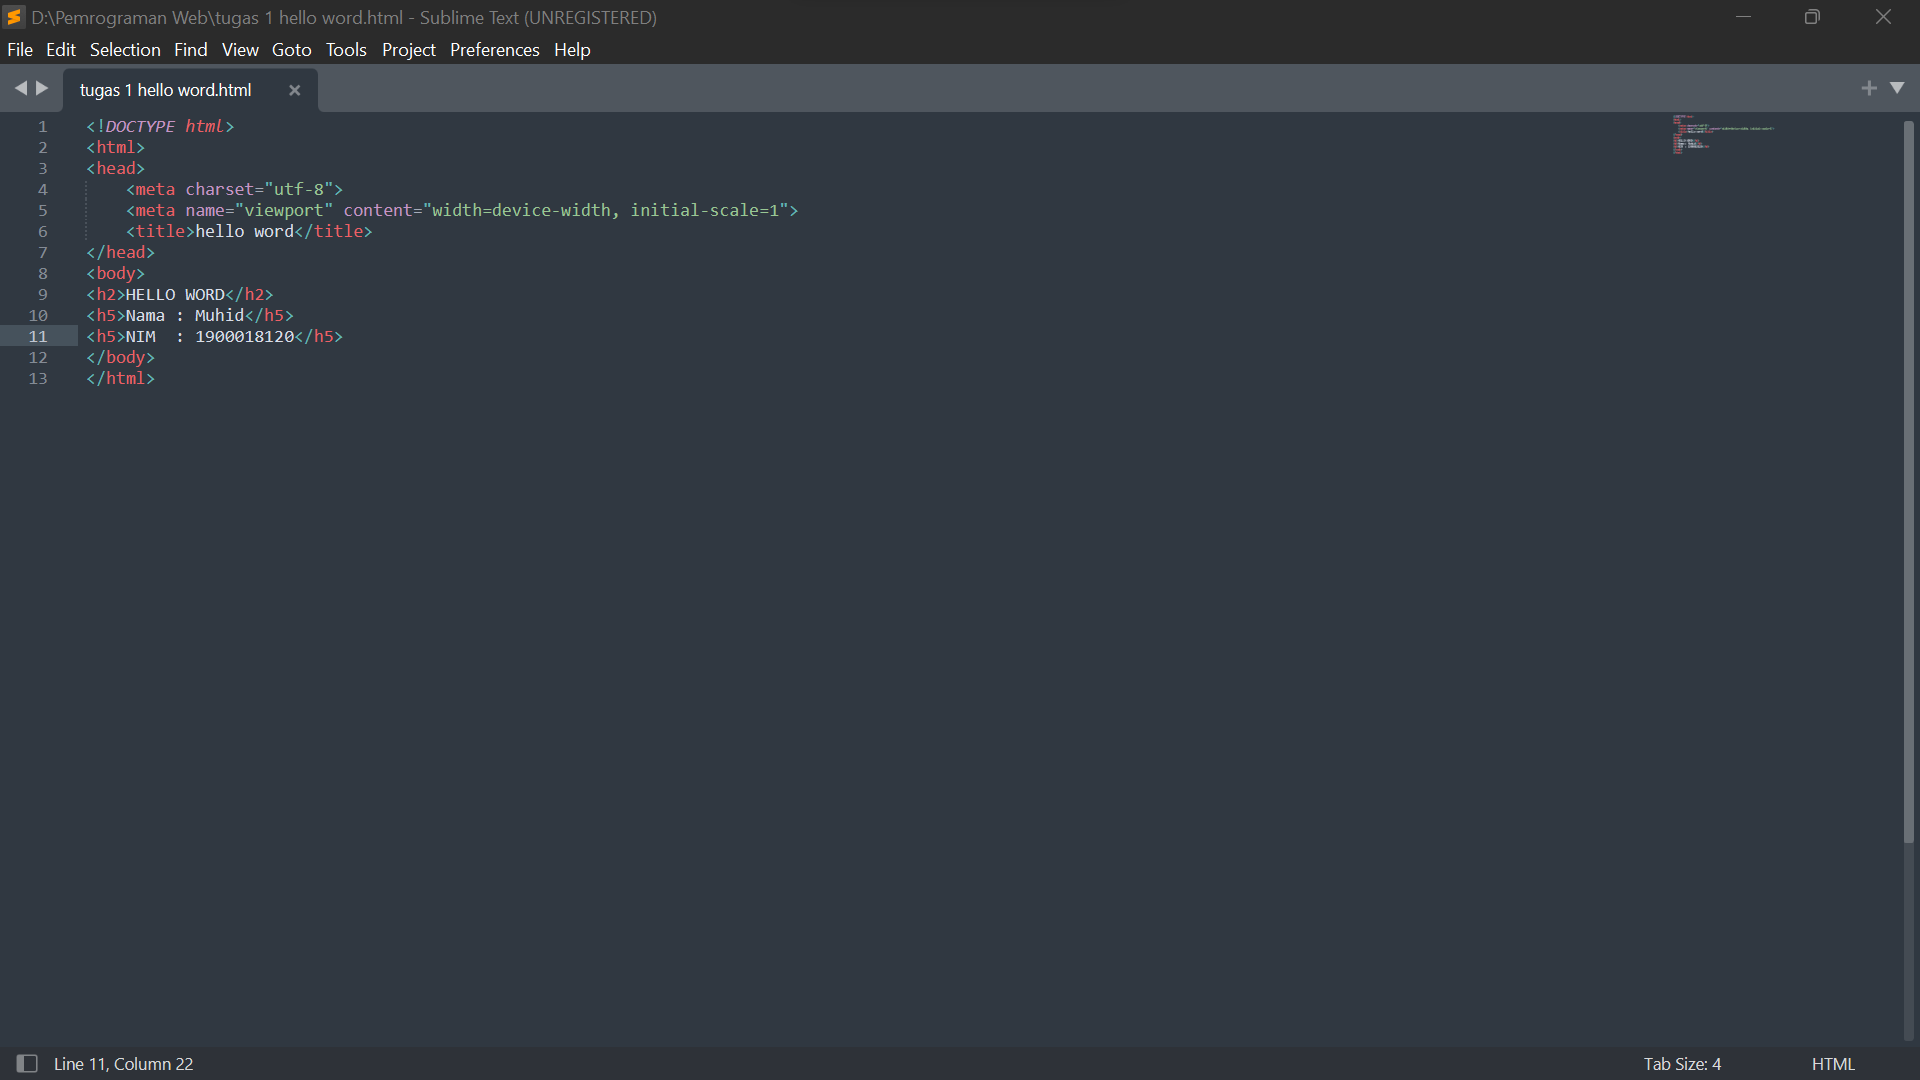 D:\Pemrograman Web\tugas 1 hello word.html - Sublime Text (UNREGISTERED)
File Edit Selection Find View Goto Tools Project Preferences Help
tugas 1 hello word.html
1 <!DOCTYPE html>
2 <html>
3 <head>
4     <meta charset="utf-8">
5     <meta name="viewport" content="width=device-width, initial-scale=1">
6     <title>hello word</title>
7 </head>
8 <body>
9 <h2>HELLO WORD</h2>
10 <h5>Nama : Muhid</h5>
11 <h5>NIM  : 1900018120</h5>
12 </body>
13 </html>
Line 11, Column 22 Tab Size: 4 HTML